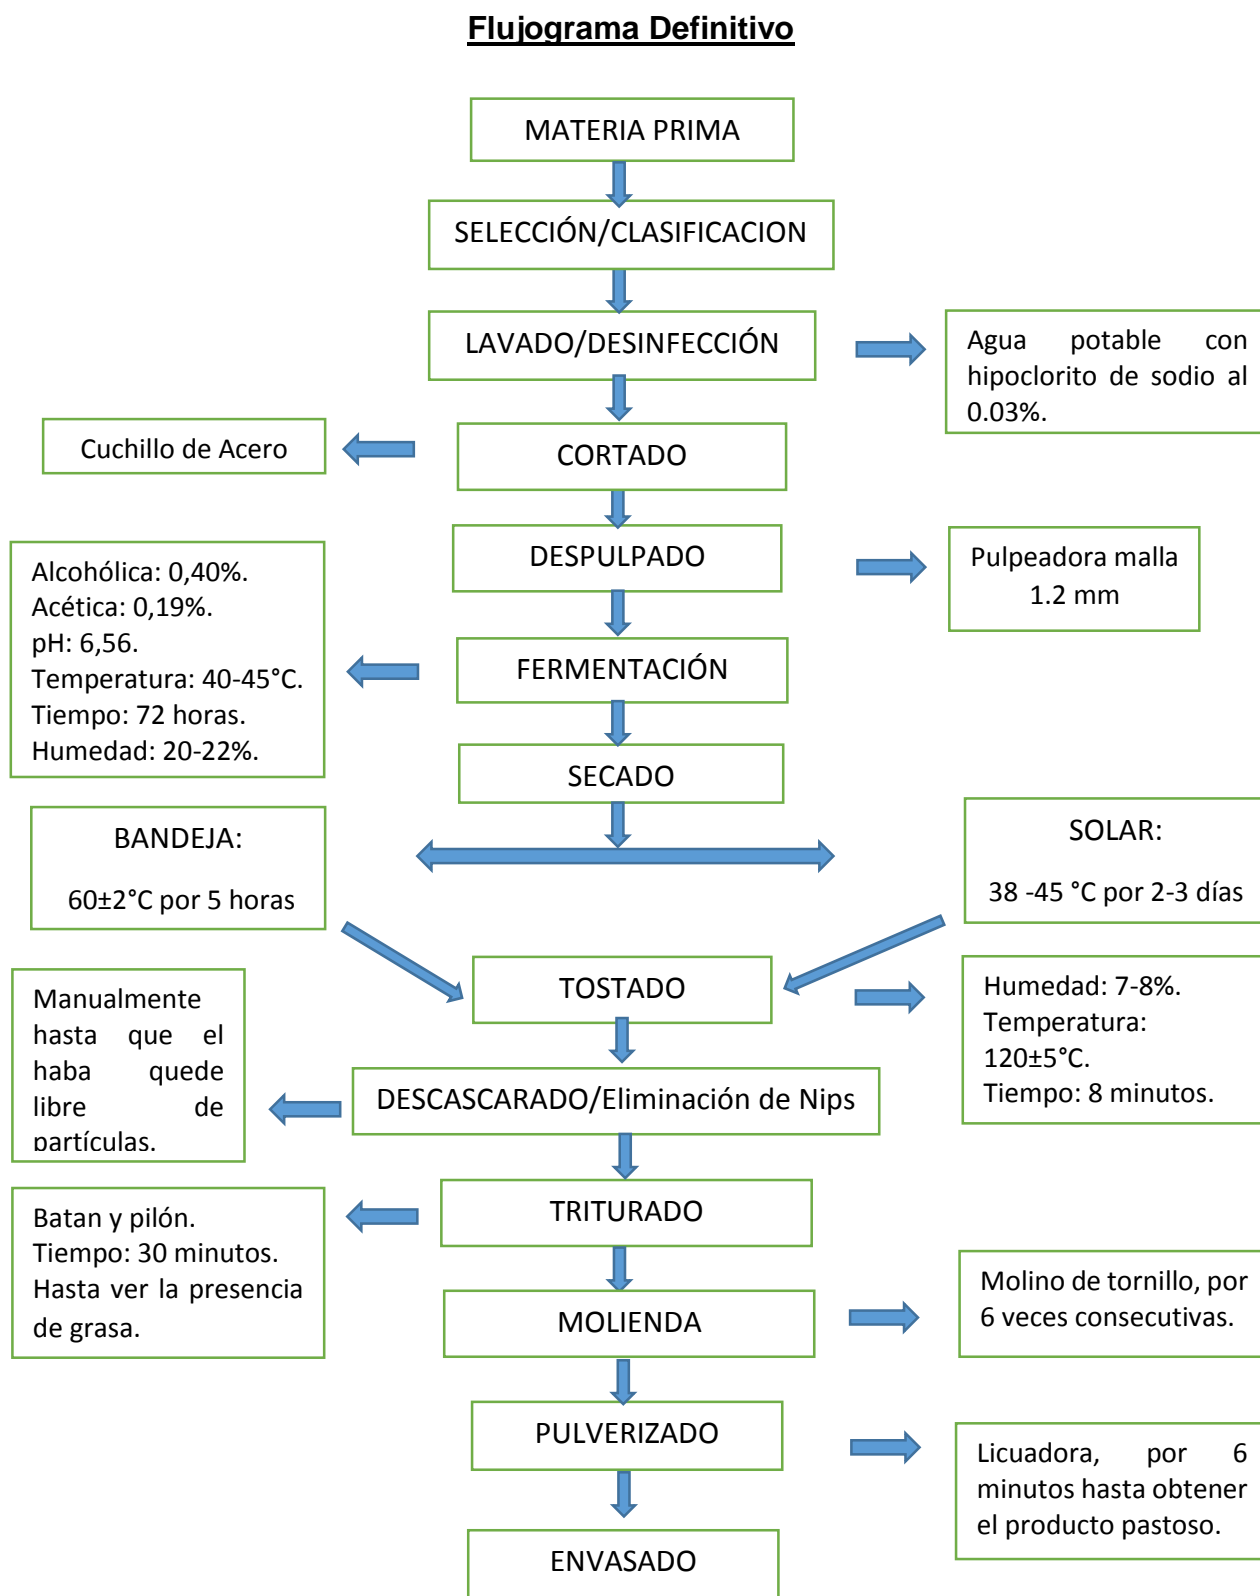 Flujograma Definitivo
MATERIA PRIMA
SELECCIÓN/CLASIFICACION
LAVADO/DESINFECCIÓN
Agua potable con
hipoclorito de sodio al
0.03%.
Cuchillo de Acero
CORTADO
DESPULPADO
Pulpeadora malla
1.2 mm
Alcohólica: 0,40%.
Acética: 0,19%.
pH: 6,56.
Temperatura: 40-45°C.
Tiempo: 72 horas.
Humedad: 20-22%.
FERMENTACIÓN
SECADO
BANDEJA:
60±2°C por 5 horas
SOLAR:
38 -45 °C por 2-3 días
TOSTADO
Humedad: 7-8%.
Temperatura:
120±5°C.
Tiempo: 8 minutos.
Manualmente
hasta que el
haba quede
libre de
partículas.
DESCASCARADO/Eliminación de Nips
Batan y pilón.
Tiempo: 30 minutos.
Hasta ver la presencia
de grasa.
TRITURADO
MOLIENDA
Molino de tornillo, por
6 veces consecutivas.
PULVERIZADO
Licuadora, por 6
minutos hasta obtener
el producto pastoso.
ENVASADO